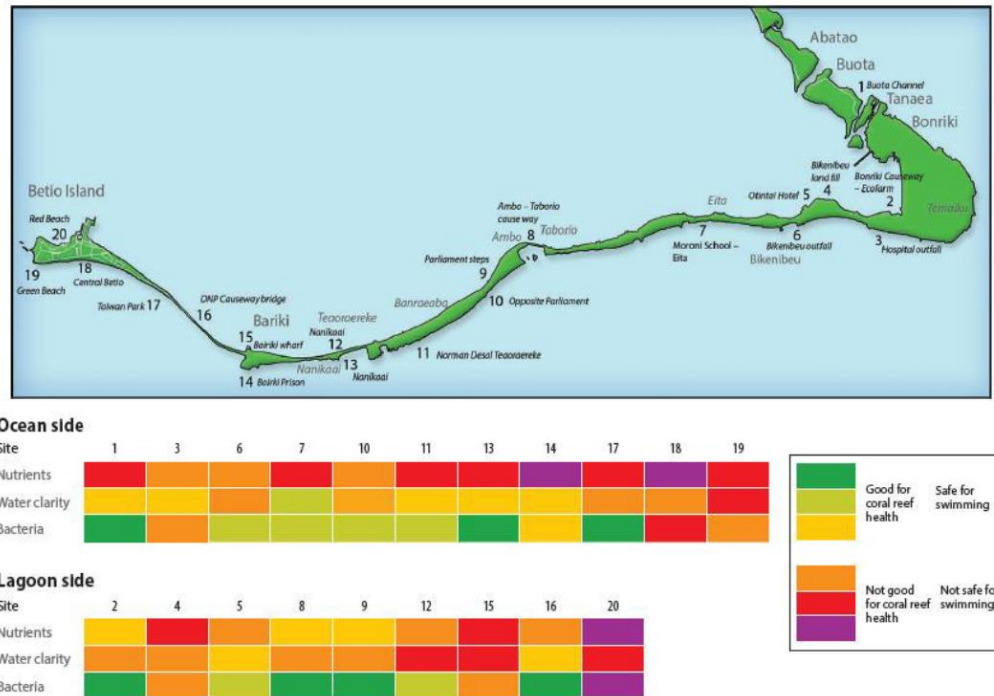 Abatao
Buota
1 Buota Channel
Tanaea
Bonriki
Bikenibeu
land fill
Bonriki Causeway
– Ecofarm
Otintai Hotel 5 4
2
Temaiku
3
Hospital outfall
6
Bikenibeu outfall
Bikenibeu
Eita
7
Moroni School –
Eita
Ambo – Taborio
cause way
Ambo 8 Taborio
Parliament steps
9
10 Opposite Parliament
Banraeaba
11 Norman Desal Teaoraereke
Teaoraereke
Nanikaai
12
Nanikaai 13
Nanikaai
DNP Causeway bridge
16
Bariki
15
Bairiki wharf
14 Bairki Prison
Taiwan Park 17
Betio Island
Red Beach
20
18
Central Betio
19
Green Beach
Ocean side
Site 1 3 6 7 10 11 13 14 17 18 19
Nutrients
Water clarity
Bacteria
Good for
coral reef
health
Safe for
swimming
Not good
for coral reef
health
Not safe for
swimming
Lagoon side
Site 2 4 5 8 9 12 15 16 20
Nutrients
Water clarity
Bacteria